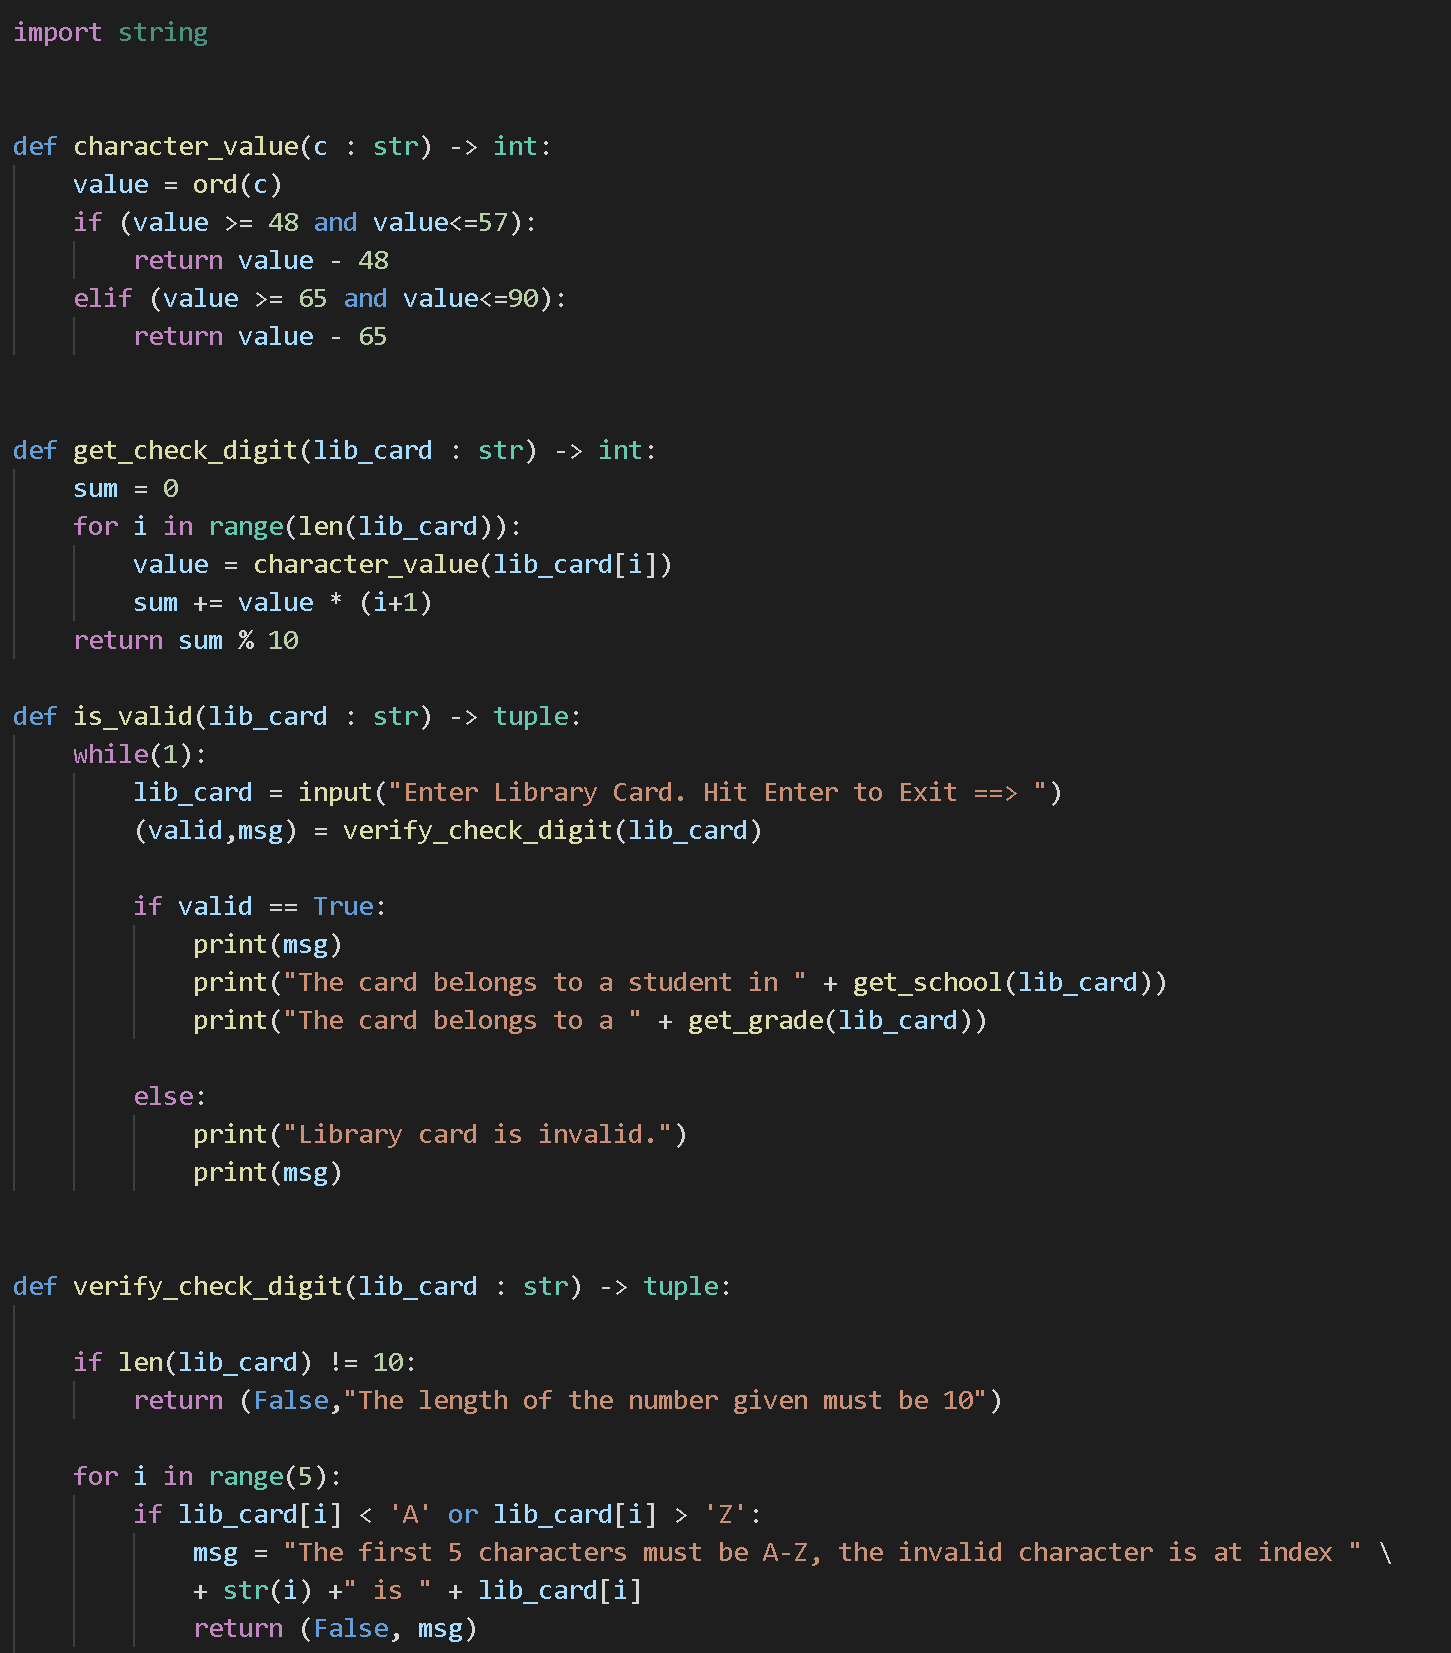 import string
def character_value(c : str) -> int:
    value = ord(c)
    if (value >= 48 and value<=57):
        return value - 48
    elif (value >= 65 and value<=90):
        return value - 65
def get_check_digit(lib_card : str) -> int:
    sum = 0
    for i in range(len(lib_card)):
        value = character_value(lib_card[i])
        sum += value * (i+1)
    return sum % 10
def is_valid(lib_card : str) -> tuple:
    while(1):
        lib_card = input("Enter Library Card. Hit Enter to Exit ==> ")
        (valid,msg) = verify_check_digit(lib_card)
        if valid == True:
            print(msg)
            print("The card belongs to a student in " + get_school(lib_card))
            print("The card belongs to a " + get_grade(lib_card))
        else:
            print("Library card is invalid.")
            print(msg)
def verify_check_digit(lib_card : str) -> tuple:
    if len(lib_card) != 10:
        return (False,"The length of the number given must be 10")
    for i in range(5):
        if lib_card[i] < 'A' or lib_card[i] > 'Z':
            msg = "The first 5 characters must be A-Z, the invalid character is at index " \
            + str(i) +" is " + lib_card[i]
            return (False, msg)